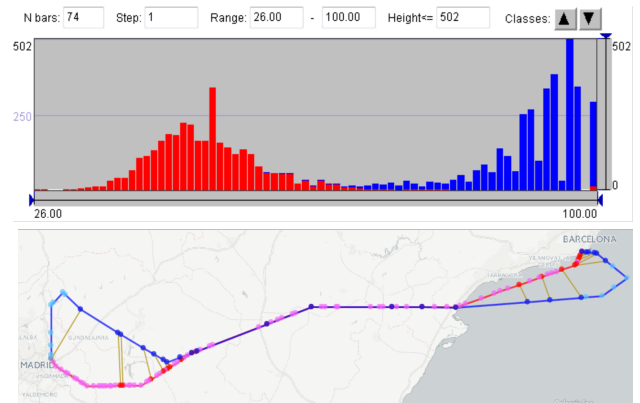 N bars: 74 Step: 1 Range: 26.00 - 100.00 Height<= 502 Classes:
502 502
250
0
26.00 100.00
BARCELONA
MADRID